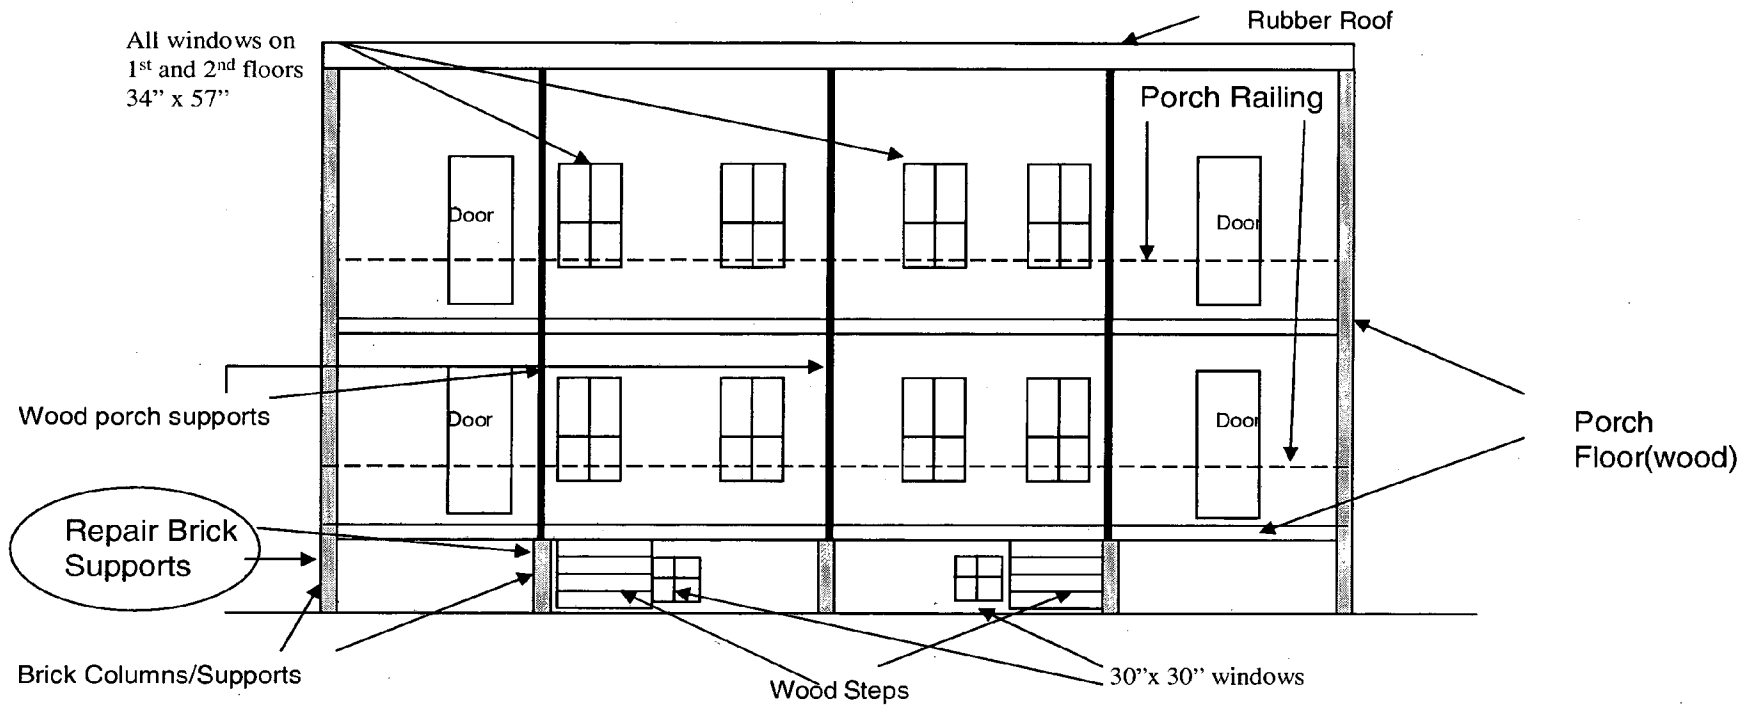 Rubber Roof
All windows on
1st and 2nd floors
34” x 57”
Porch Railing
Door
Door
Wood porch supports
Door
Door
Porch
Floor(wood)
Repair Brick
Supports
Brick Columns/Supports
Wood Steps
30”x 30” windows